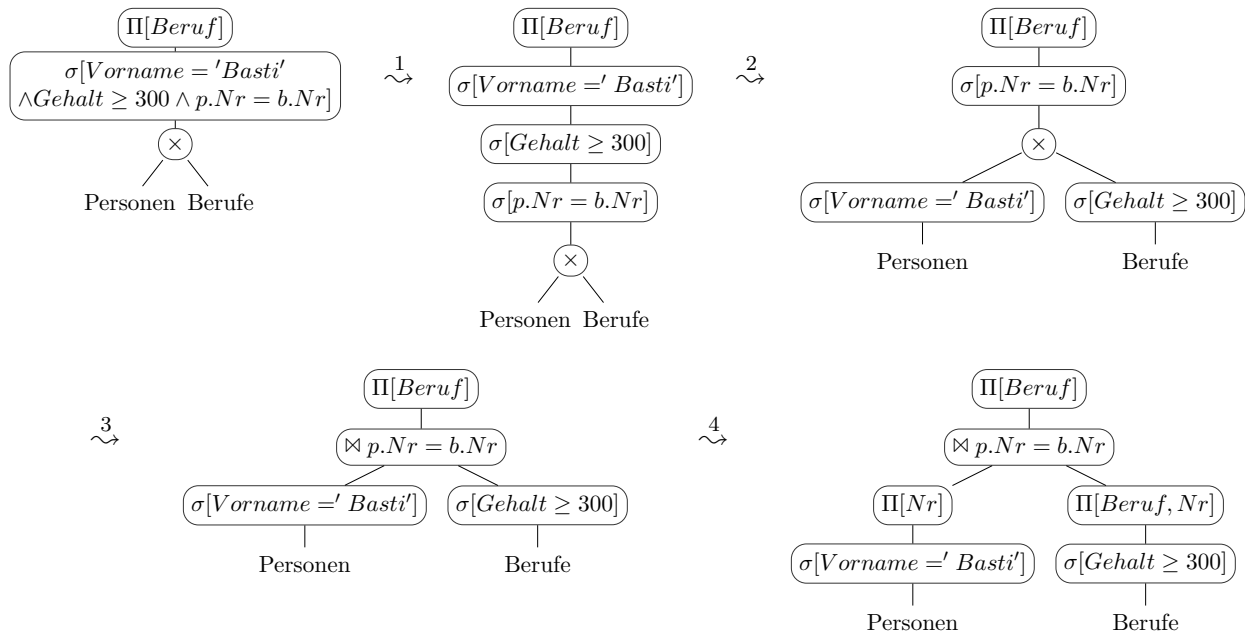 Π[Beruf]
σ[Vorname = 'Basti'
∧Gehalt ≥ 300 ∧ p.Nr = b.Nr]
×
Personen Berufe
1
⤳
Π[Beruf]
σ[Vorname =' Basti']
σ[Gehalt ≥ 300]
σ[p.Nr = b.Nr]
×
Personen Berufe
2
⤳
Π[Beruf]
σ[p.Nr = b.Nr]
×
σ[Vorname =' Basti'] σ[Gehalt ≥ 300]
Personen Berufe
3
⤳
Π[Beruf]
⋈ p.Nr = b.Nr
σ[Vorname =' Basti'] σ[Gehalt ≥ 300]
Personen Berufe
4
⤳
Π[Beruf]
⋈ p.Nr = b.Nr
Π[Nr] Π[Beruf, Nr]
σ[Vorname =' Basti'] σ[Gehalt ≥ 300]
Personen Berufe